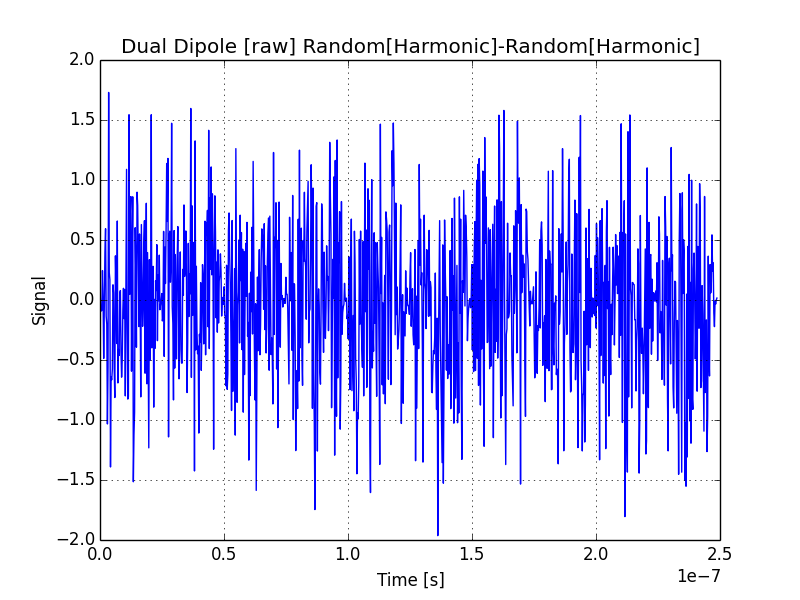 Dual Dipole [raw] Random[Harmonic]-Random[Harmonic]
2.0
1.5
1.0
0.5
0.0
−0.5
−1.0
−1.5
−2.0
Signal
0.0 0.5 1.0 1.5 2.0 2.5
1e−7
Time [s]